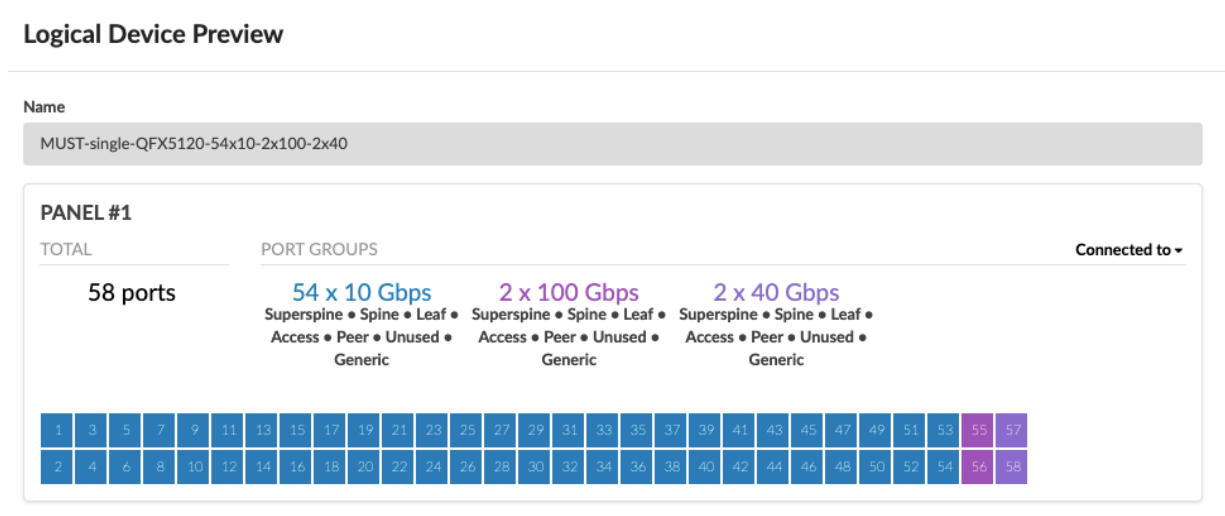 Logical Device Preview
Name
MUST-single-QFX5120-54x10-2x100-2x40
PANEL #1
TOTAL
PORT GROUPS
Connected to
58 ports
54 x 10 Gbps
Superspine • Spine • Leaf •
Access • Peer • Unused •
Generic
2 x 100 Gbps
Superspine • Spine • Leaf •
Access • Peer • Unused •
Generic
2 x 40 Gbps
Superspine • Spine • Leaf •
Access • Peer • Unused •
Generic
1 3 5 7 9 11 13 15 17 19 21 23 25 27 29 31 33 35 37 39 41 43 45 47 49 51 53 55 57
2 4 6 8 10 12 14 16 18 20 22 24 26 28 30 32 34 36 38 40 42 44 46 48 50 52 54 56 58